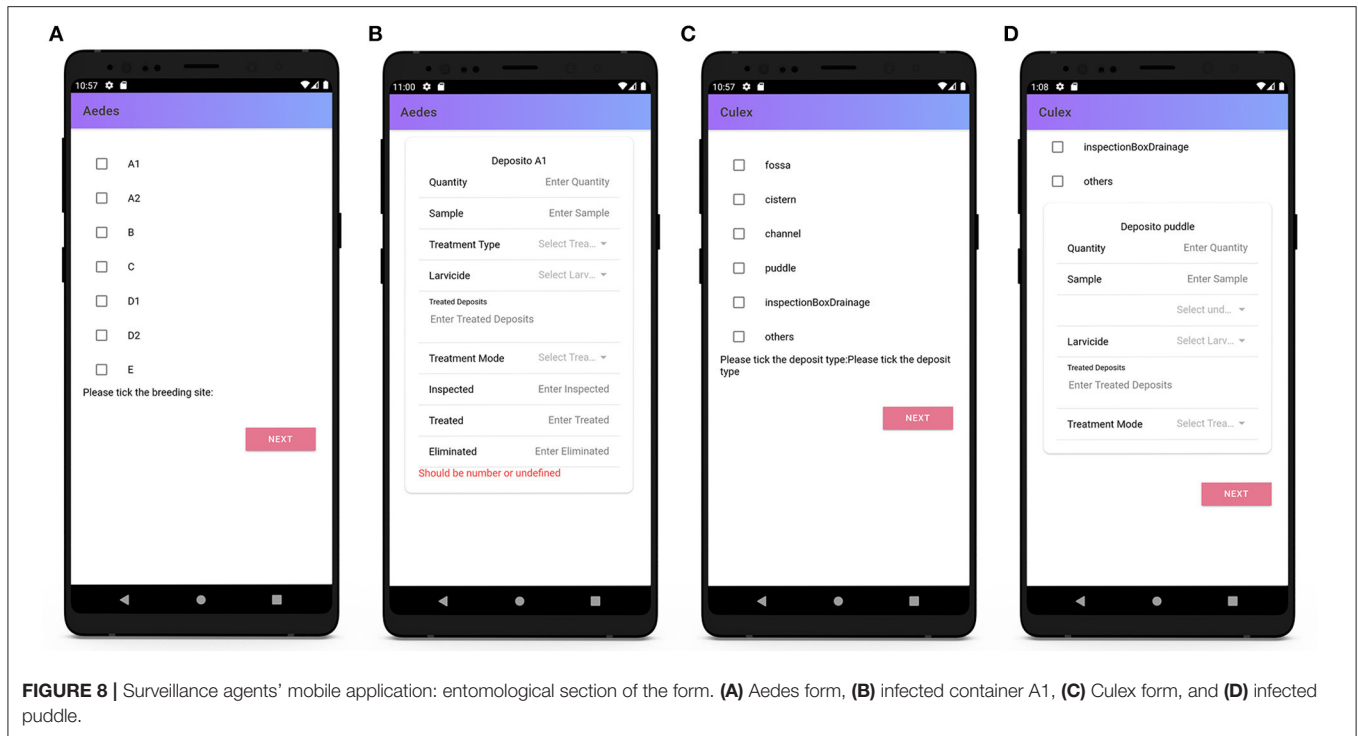 A
10:57
Aedes
A1
A2
B
C
D1
D2
E
Please tick the breeding site:
NEXT
B
11:00
Aedes
Deposito A1
Quantity Enter Quantity
Sample Enter Sample
Treatment Type Select Trea...
Larvicide Select Larv...
Treated Deposits
Enter Treated Deposits
Treatment Mode Select Trea...
Inspected Enter Inspected
Treated Enter Treated
Eliminated Enter Eliminated
Should be number or undefined
C
10:57
Culex
fossa
cistern
channel
puddle
inspectionBoxDrainage
others
Please tick the deposit type:Please tick the deposit
type
NEXT
D
1:08
Culex
inspectionBoxDrainage
others
Deposito puddle
Quantity Enter Quantity
Sample Enter Sample
Select und...
Larvicide Select Larv...
Treated Deposits
Enter Treated Deposits
Treatment Mode Select Trea...
NEXT
FIGURE 8 | Surveillance agents' mobile application: entomological section of the form. (A) Aedes form, (B) infected container A1, (C) Culex form, and (D) infected
puddle.